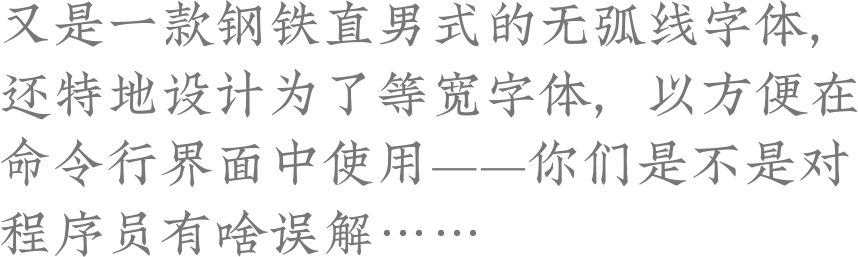 又是一款钢铁直男式的无弧线字体，
还特地设计为了等宽字体，以方便在
命令行界面中使用——你们是不是对
程序员有啥误解……